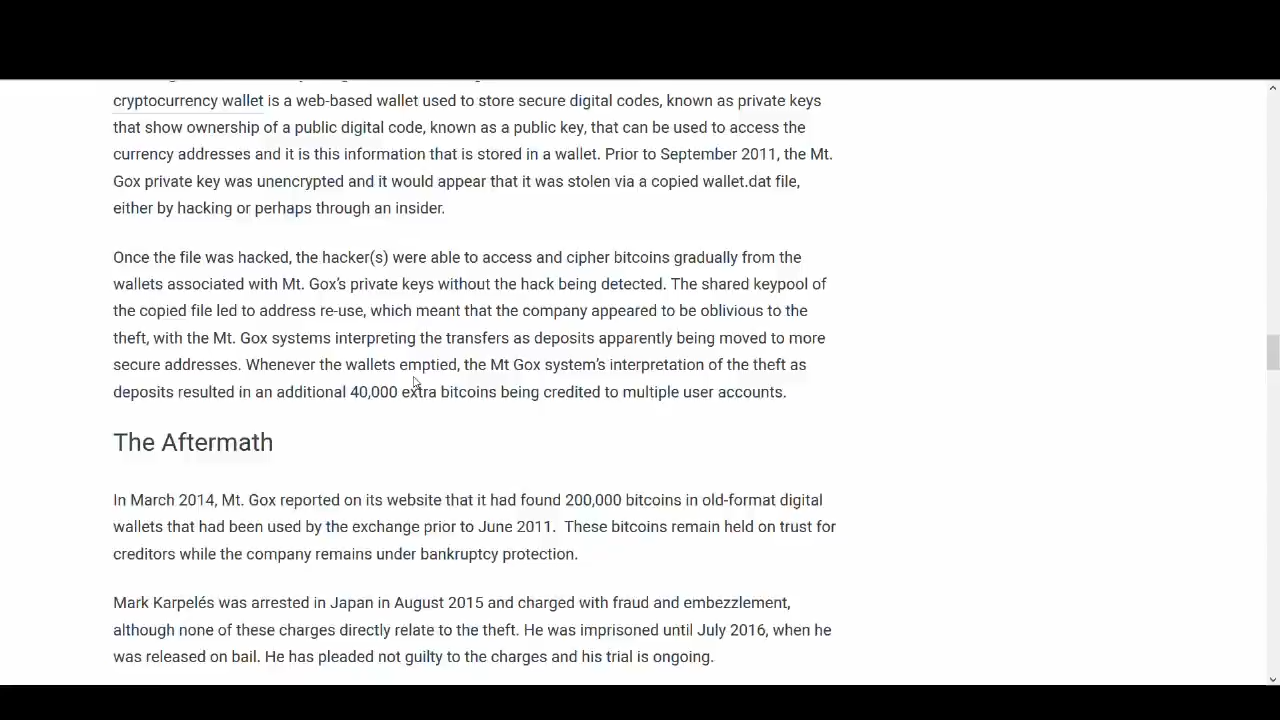 cryptocurrency wallet is a web-based wallet used to store secure digital codes, known as private keys
that show ownership of a public digital code, known as a public key, that can be used to access the
currency addresses and it is this information that is stored in a wallet. Prior to September 2011, the Mt.
Gox private key was unencrypted and it would appear that it was stolen via a copied wallet.dat file,
either by hacking or perhaps through an insider.
Once the file was hacked, the hacker(s) were able to access and cipher bitcoins gradually from the
wallets associated with Mt. Gox’s private keys without the hack being detected. The shared keypool of
the copied file led to address re-use, which meant that the company appeared to be oblivious to the
theft, with the Mt. Gox systems interpreting the transfers as deposits apparently being moved to more
secure addresses. Whenever the wallets emptied, the Mt Gox system’s interpretation of the theft as
deposits resulted in an additional 40,000 extra bitcoins being credited to multiple user accounts.
The Aftermath
In March 2014, Mt. Gox reported on its website that it had found 200,000 bitcoins in old-format digital
wallets that had been used by the exchange prior to June 2011.  These bitcoins remain held on trust for
creditors while the company remains under bankruptcy protection.
Mark Karpelés was arrested in Japan in August 2015 and charged with fraud and embezzlement,
although none of these charges directly relate to the theft. He was imprisoned until July 2016, when he
was released on bail. He has pleaded not guilty to the charges and his trial is ongoing.